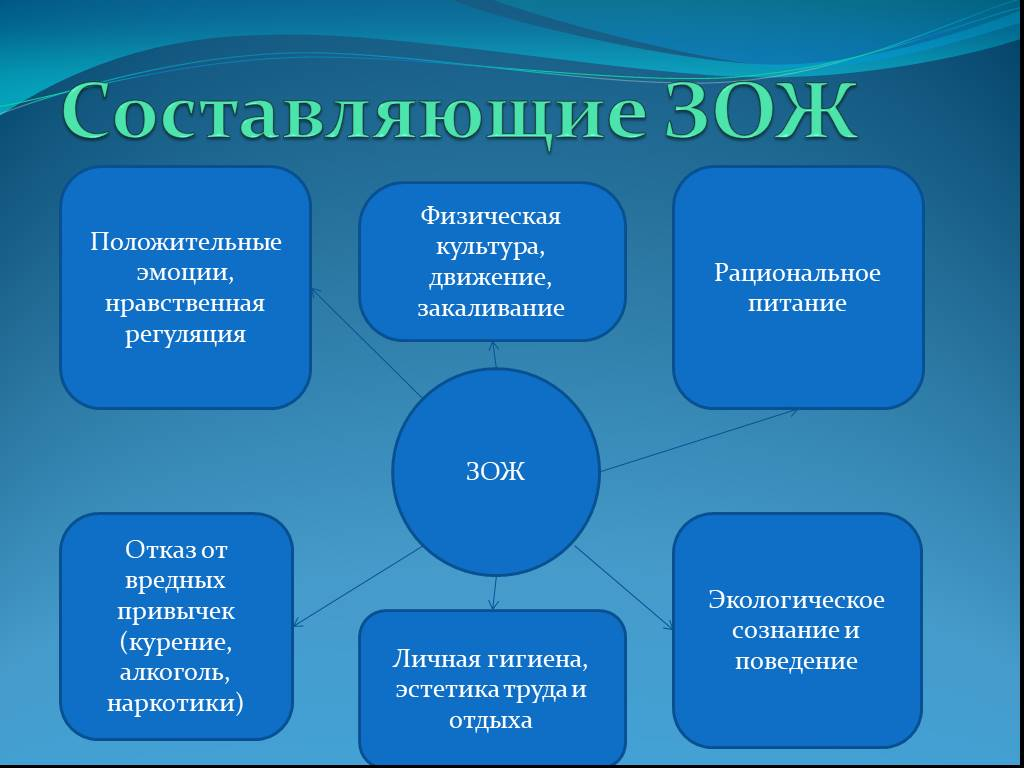 Составляющие ЗОЖ
Положительные
эмоции,
нравственная
регуляция
Физическая
культура,
движение,
закаливание
Рациональное
питание
ЗОЖ
Отказ от
вредных
привычек
(курение,
алкоголь,
наркотики)
Личная гигиена,
эстетика труда и
отдыха
Экологическое
сознание и
поведение